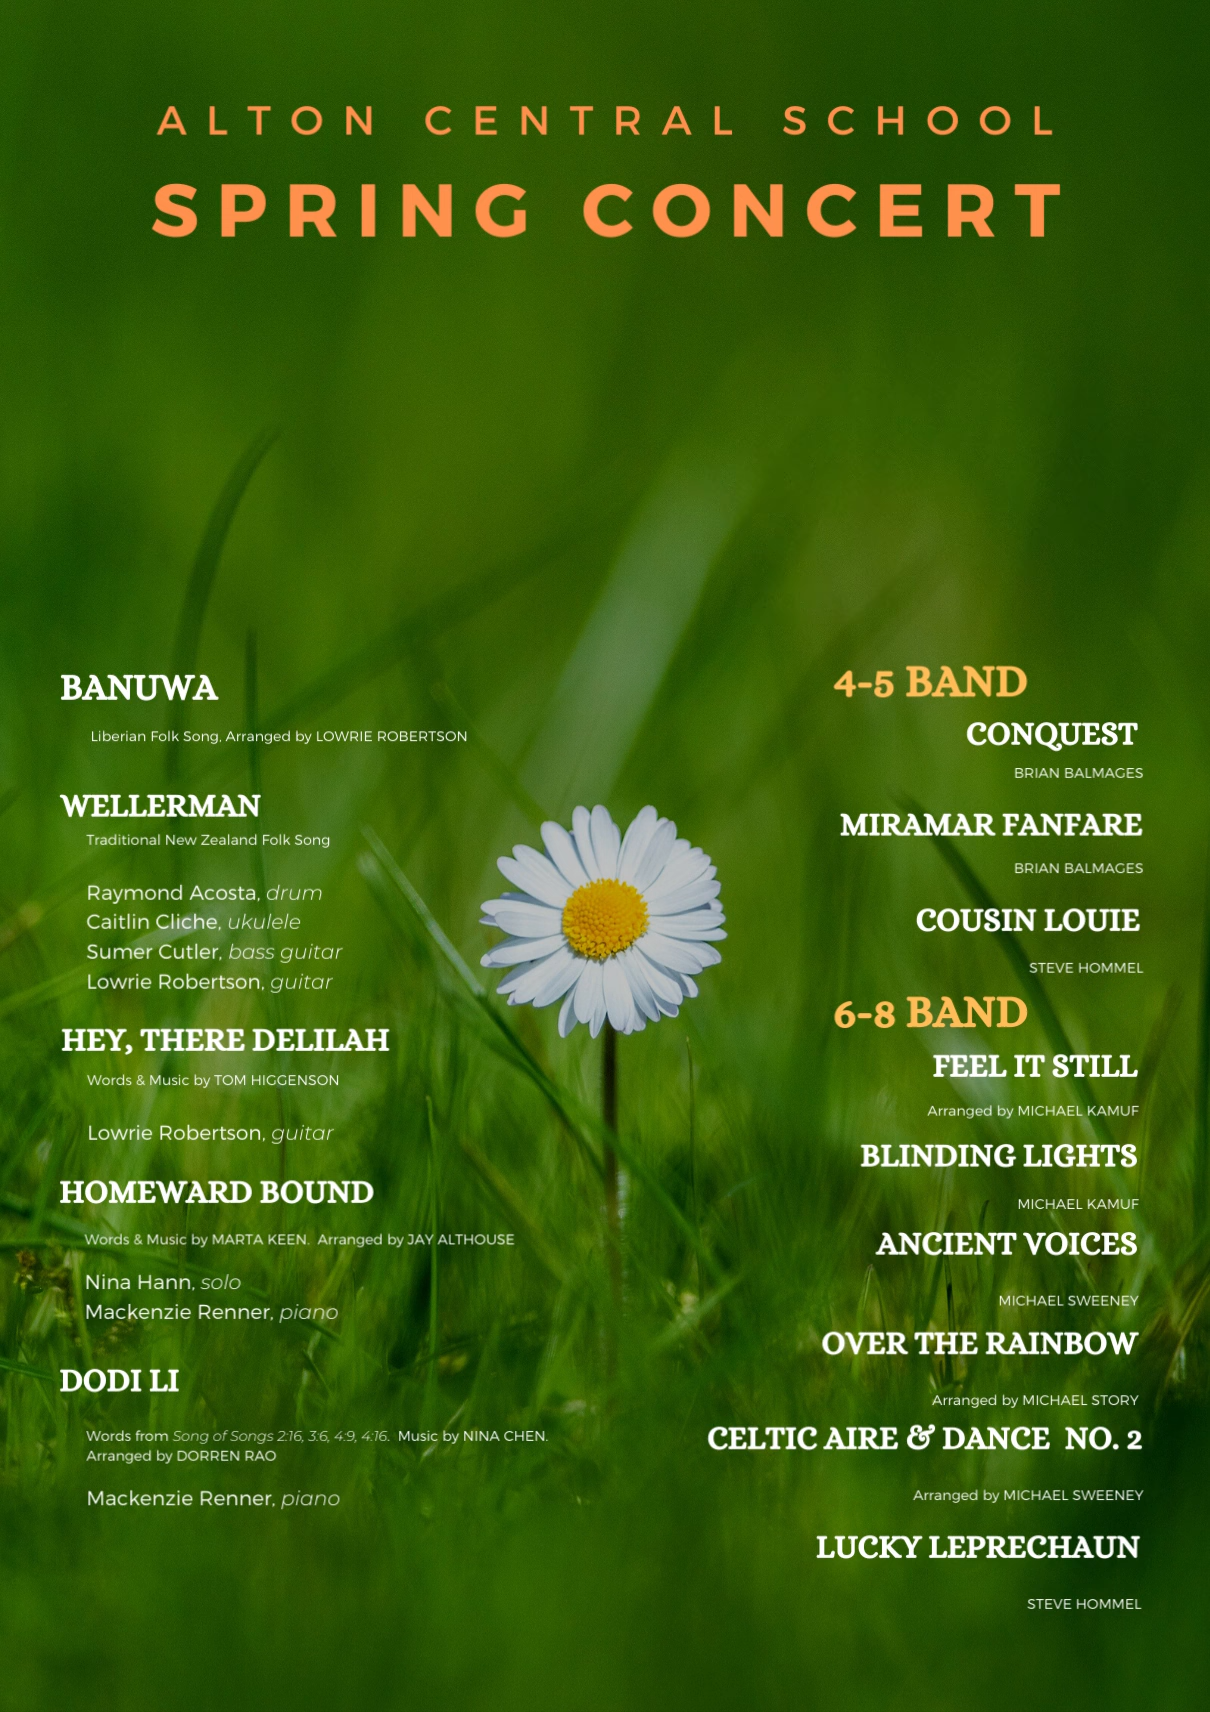 ALTON CENTRAL SCHOOL
SPRING CONCERT
BANUWA
Liberian Folk Song, Arranged by LOWRIE ROBERTSON
WELLERMAN
Traditional New Zealand Folk Song
Raymond Acosta, drum
Caitlin Cliche, ukulele
Sumer Cutler, bass guitar
Lowrie Robertson, guitar
HEY, THERE DELILAH
Words & Music by TOM HIGGENSON
Lowrie Robertson, guitar
HOMEWARD BOUND
Words & Music by MARTA KEEN. Arranged by JAY ALTHOUSE
Nina Hann, solo
Mackenzie Renner, piano
DODI LI
Words from Song of Songs 2:16, 3:6, 4:9, 4:16. Music by NINA CHEN.
Arranged by DORREN RAO
Mackenzie Renner, piano
4-5 BAND
CONQUEST
BRIAN BALMAGES
MIRAMAR FANFARE
BRIAN BALMAGES
COUSIN LOUIE
STEVE HOMMEL
6-8 BAND
FEEL IT STILL
Arranged by MICHAEL KAMUF
BLINDING LIGHTS
MICHAEL KAMUF
ANCIENT VOICES
MICHAEL SWEENEY
OVER THE RAINBOW
Arranged by MICHAEL STORY
CELTIC AIRE & DANCE NO. 2
Arranged by MICHAEL SWEENEY
LUCKY LEPRECHAUN
STEVE HOMMEL